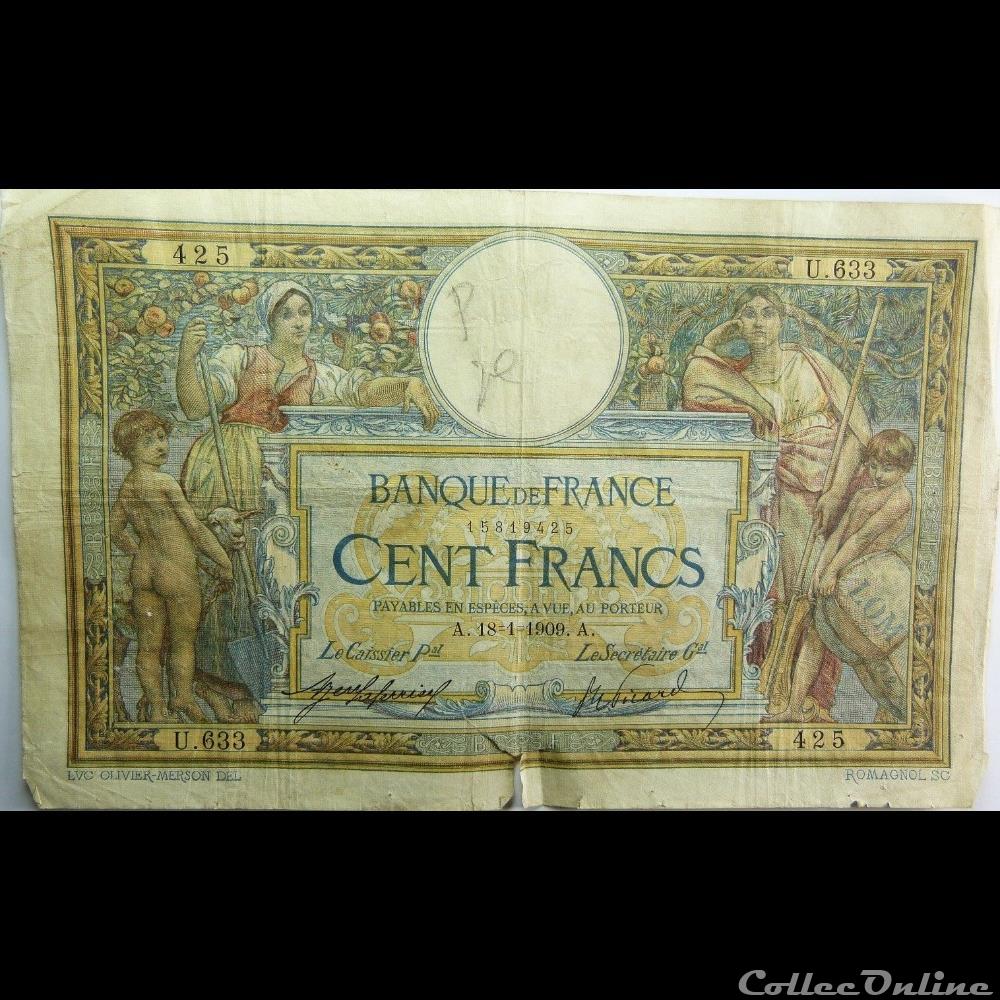 425
U.633
BANQUE DE FRANCE
15819425
CENT FRANCS
PAYABLES EN ESPÈCES, A VUE, AU PORTEUR
A. 18-1-1909. A.
Le Caissier Pal
Le Secrétaire Gal
U.633
425
LVC OLIVIER-MERSON DEL
ROMAGNOL SC
CollecOnline